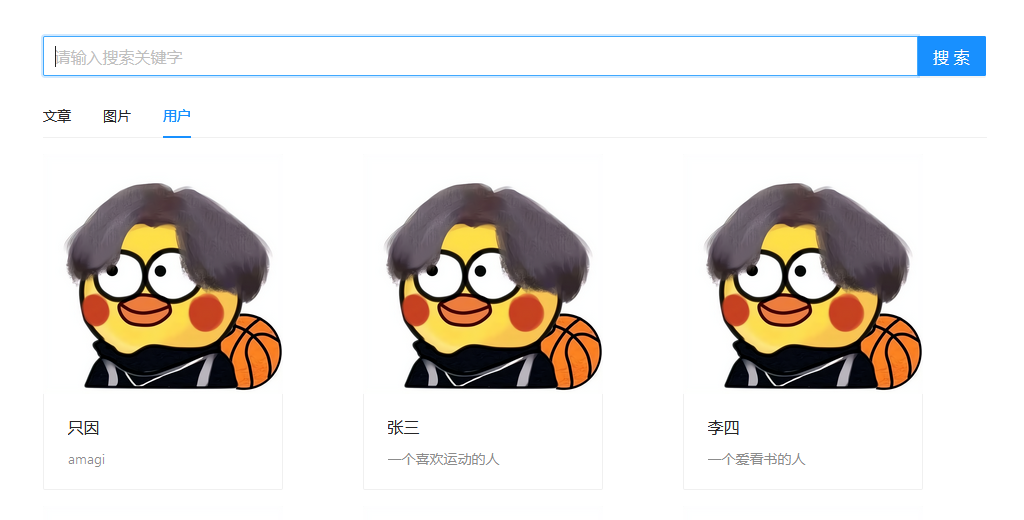 请输入搜索关键字
搜 索
文章 图片 用户
只因
amagi
张三
一个喜欢运动的人
李四
一个爱看书的人